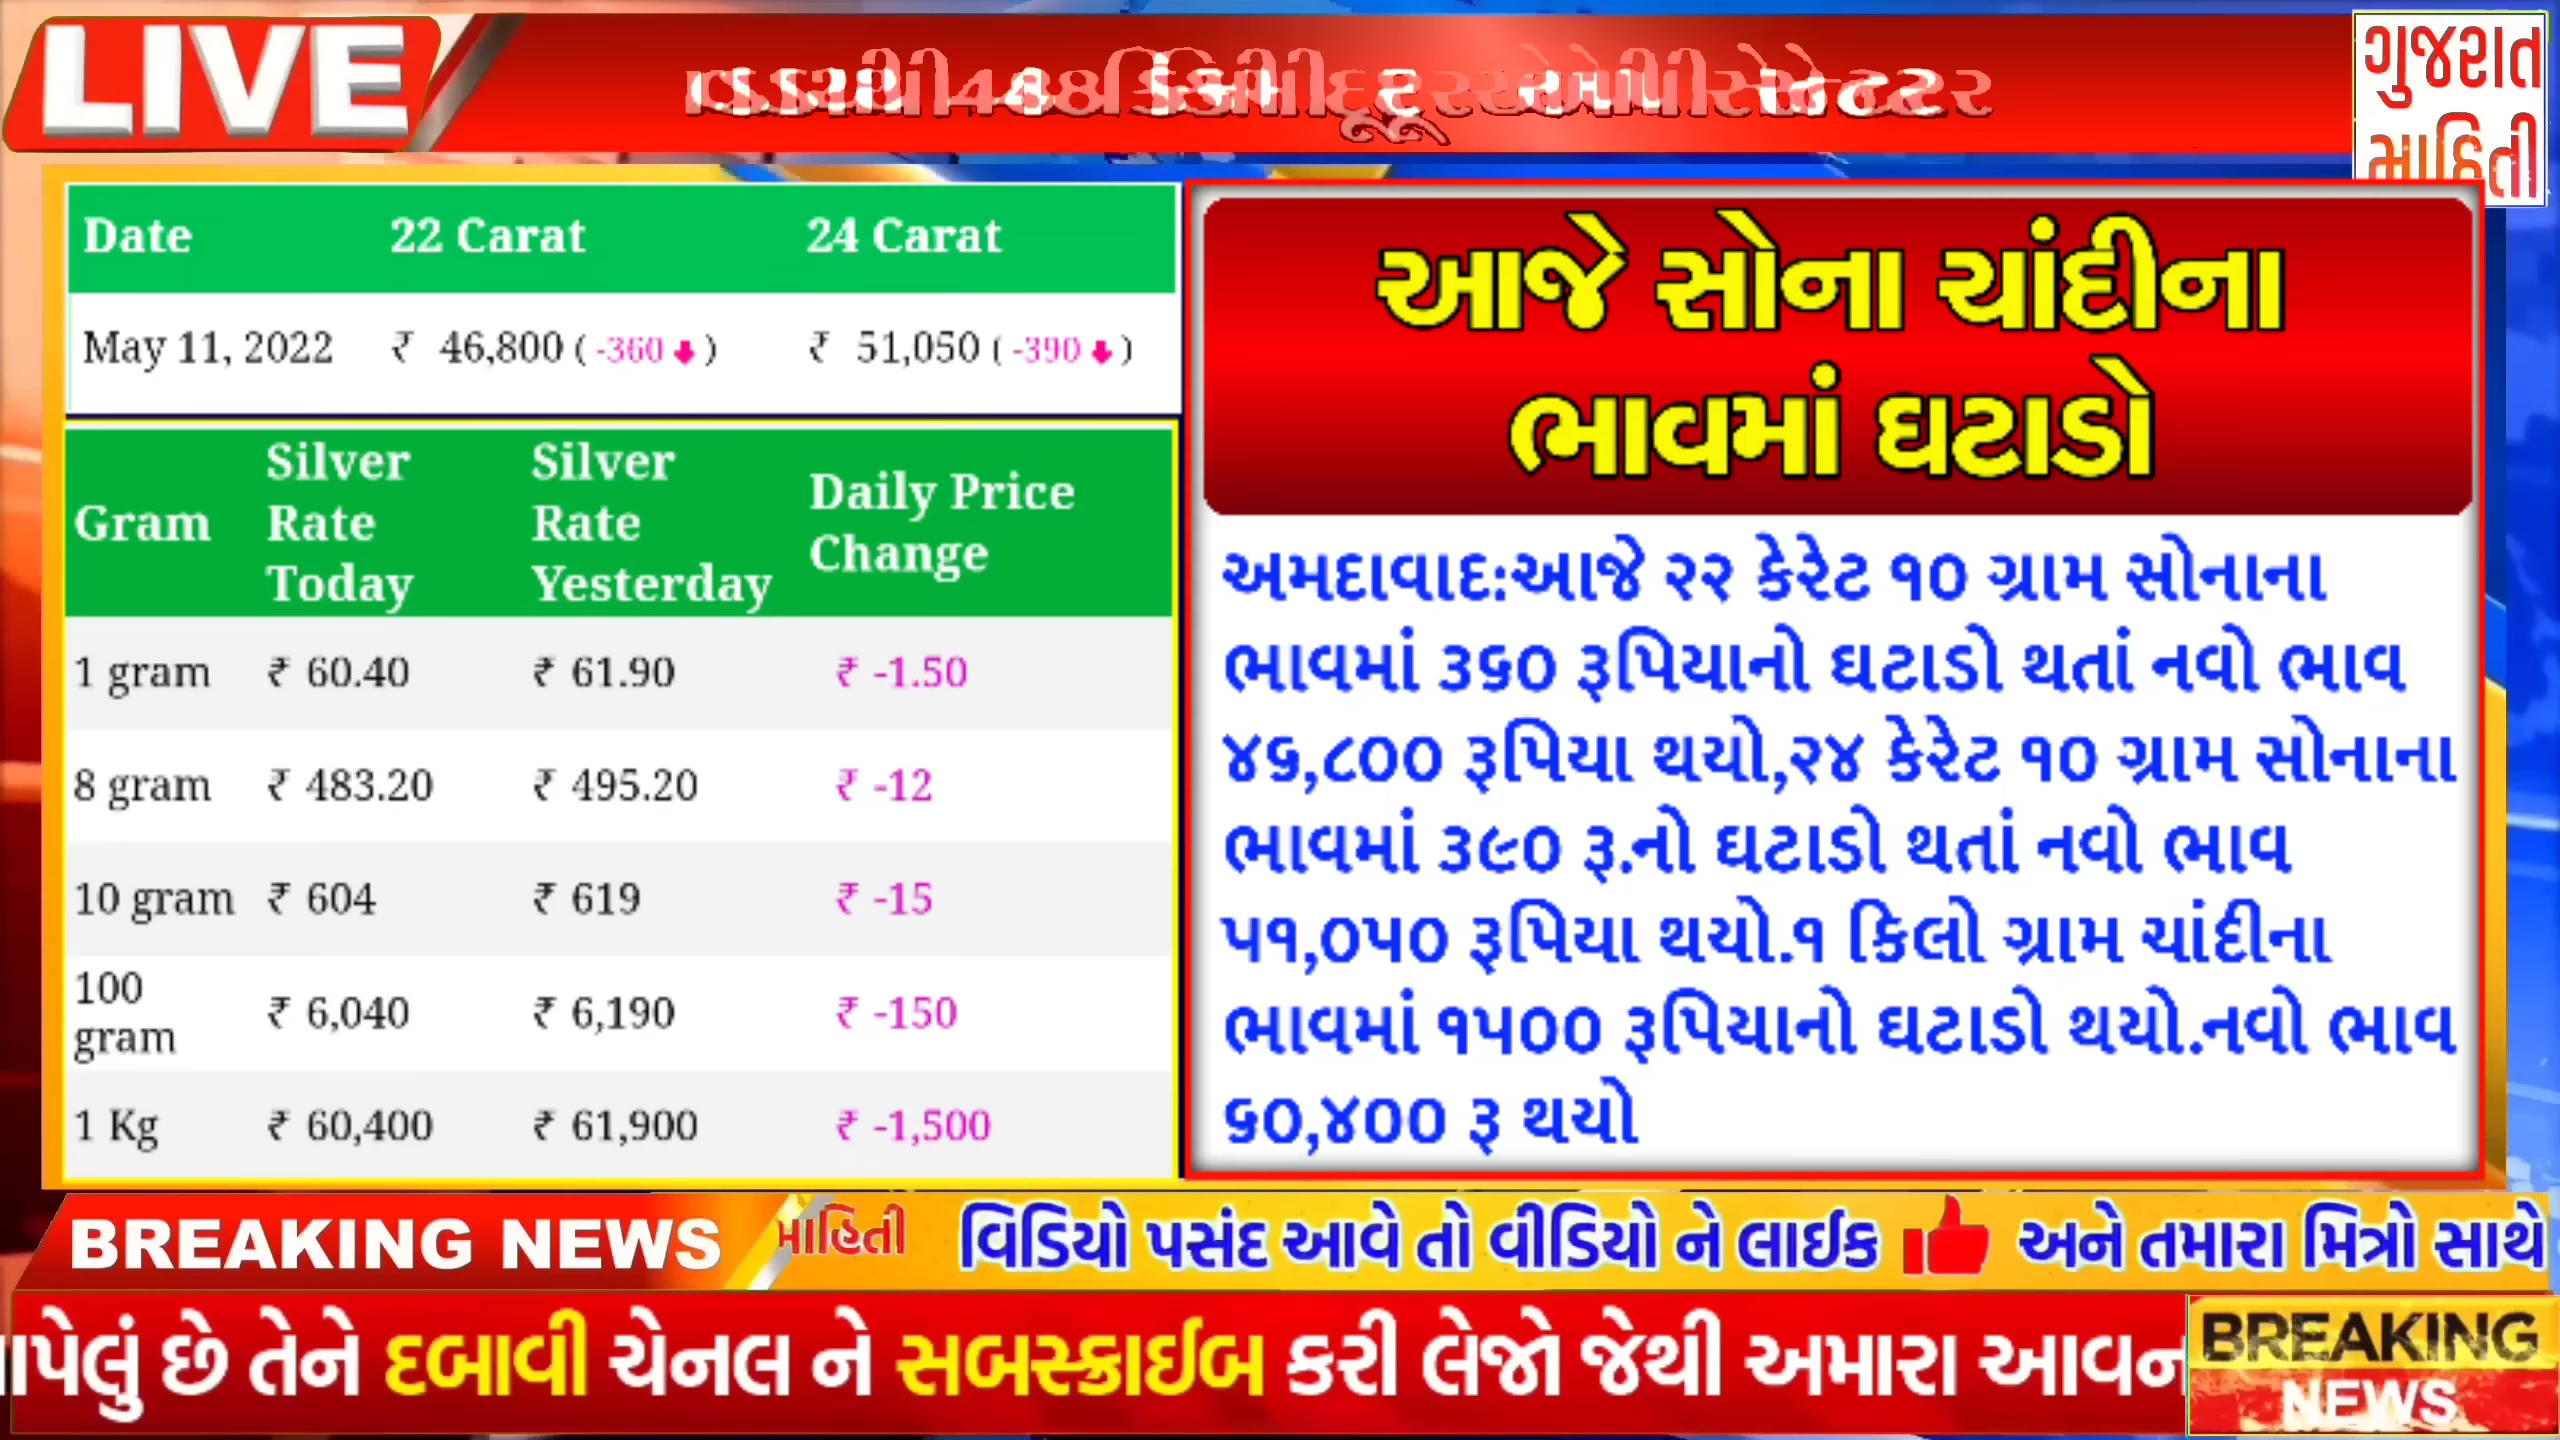 LIVE
ગુજરાત
માહિતી
Date 22 Carat 24 Carat
May 11, 2022 ₹ 46,800 ( -360 ) ₹ 51,050 ( -390 )
Gram Silver Rate Today Silver Rate Yesterday Daily Price Change
1 gram ₹ 60.40 ₹ 61.90 ₹ -1.50
8 gram ₹ 483.20 ₹ 495.20 ₹ -12
10 gram ₹ 604 ₹ 619 ₹ -15
100 gram ₹ 6,040 ₹ 6,190 ₹ -150
1 Kg ₹ 60,400 ₹ 61,900 ₹ -1,500
આજે સોના ચાંદીના
ભાવમાં ઘટાડો
અમદાવાદ:આજે ૨૨ કેરેટ ૧૦ ગ્રામ સોનાના
ભાવમાં ૩૬૦ રૂપિયાનો ઘટાડો થતાં નવો ભાવ
૪૬,૮૦૦ રૂપિયા થયો,૨૪ કેરેટ ૧૦ ગ્રામ સોનાના
ભાવમાં ૩૯૦ રૂ.નો ઘટાડો થતાં નવો ભાવ
૫૧,૦૫૦ રૂપિયા થયો.૧ કિલો ગ્રામ ચાંદીના
ભાવમાં ૧૫૦૦ રૂપિયાનો ઘટાડો થયો.નવો ભાવ
૬૦,૪૦૦ રૂ થયો
BREAKING NEWS માહિતી વિડિયો પસંદ આવે તો વીડિયો ને લાઈક અને તમારા મિત્રો સાથે
પેલું છે તેને દબાવી ચેનલ ને સબસ્ક્રાઈબ કરી લેજો જેથી અમારા આવન
BREAKING
NEWS